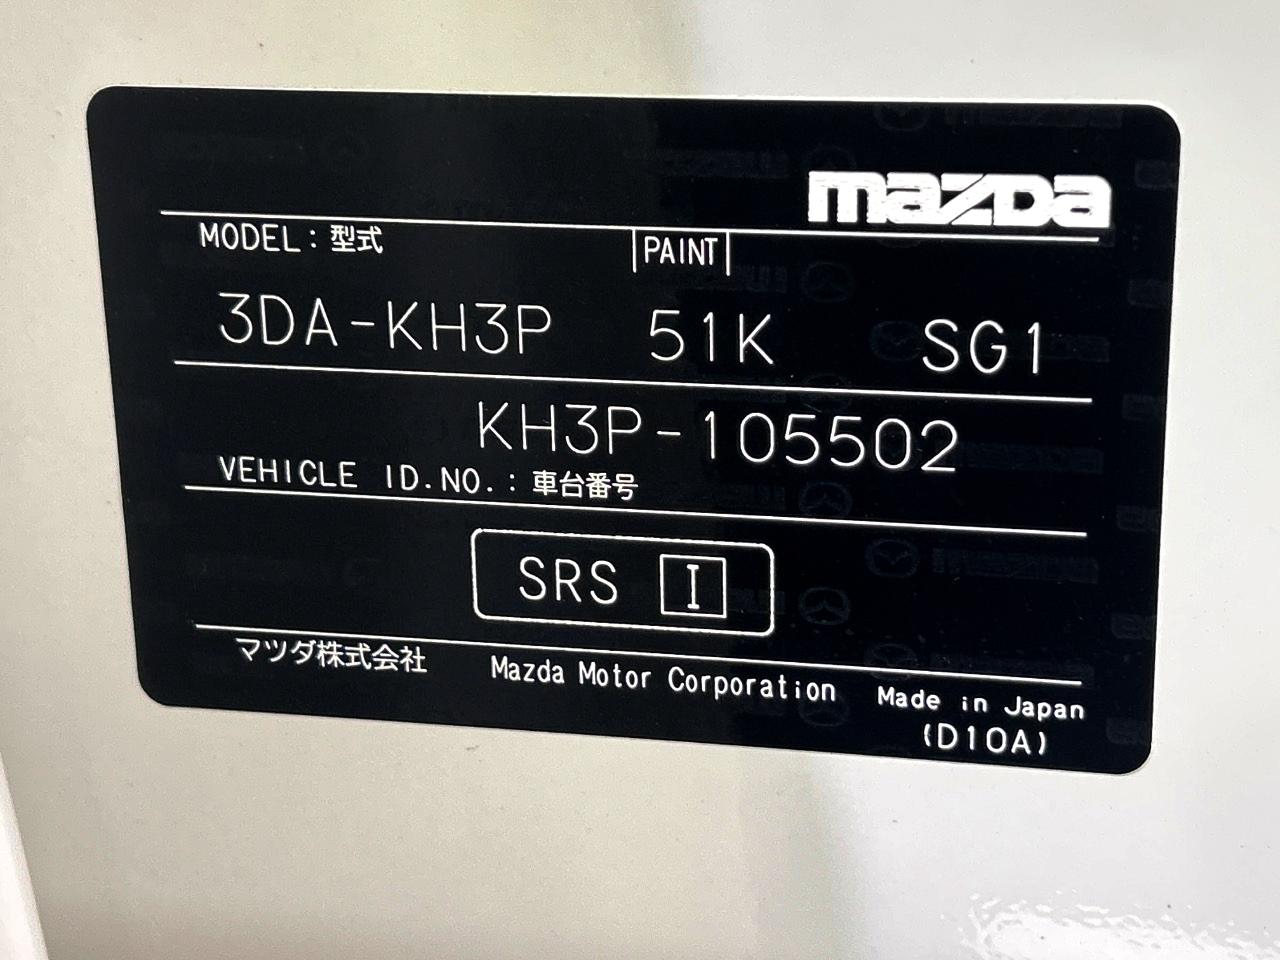 mazda
MODEL：型式 PAINT
3DA-KH3P 51K SG1
KH3P-105502
VEHICLE ID.NO.：車台番号
SRS I
マツダ株式会社 Mazda Motor Corporation Made in Japan
(D10A)